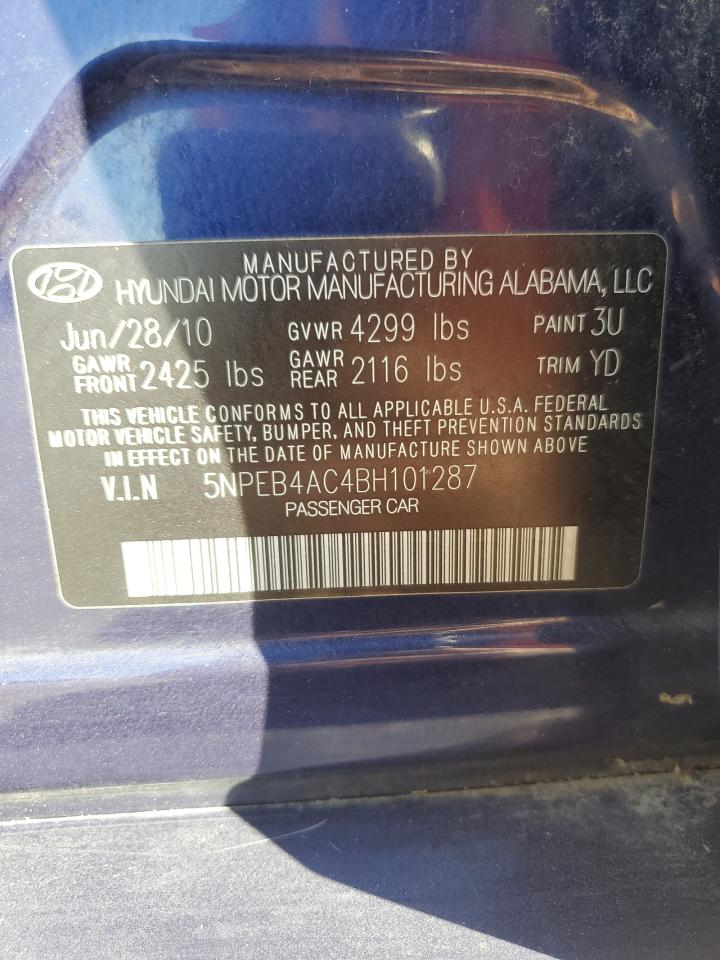 MANUFACTURED BY
HYUNDAI MOTOR MANUFACTURING ALABAMA, LLC
Jun/28/10 GVWR 4299 lbs PAINT 3U
GAWR FRONT 2425 lbs GAWR REAR 2116 lbs TRIM YD
THIS VEHICLE CONFORMS TO ALL APPLICABLE U.S.A. FEDERAL
MOTOR VEHICLE SAFETY, BUMPER, AND THEFT PREVENTION STANDARDS
IN EFFECT ON THE DATE OF MANUFACTURE SHOWN ABOVE
V.I.N 5NPEB4AC4BH101287
PASSENGER CAR